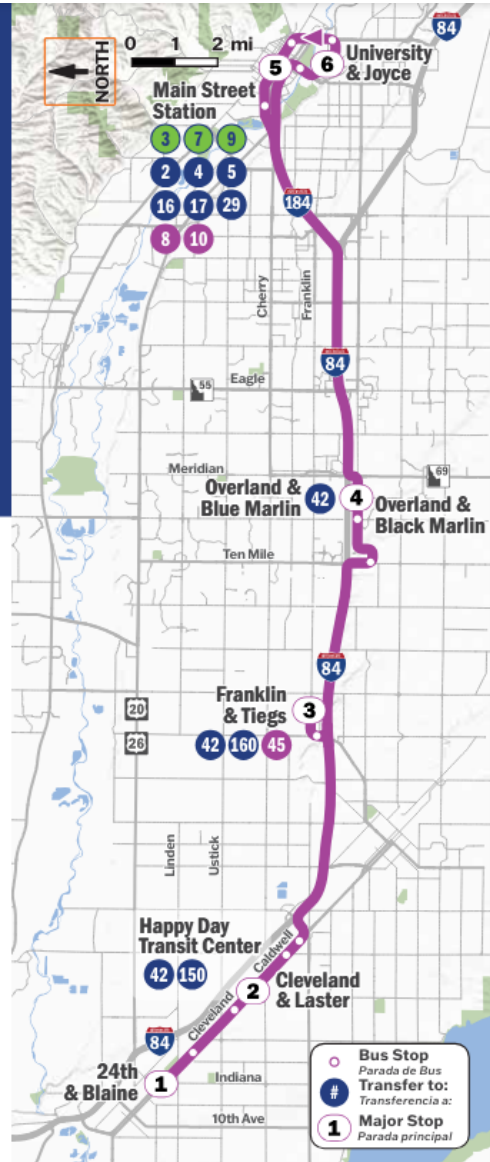 84
0 1 2 mi
NORTH
5
6
University
& Joyce
Main Street
Station
3 7 9
2 4 5
16 17 29
8 10
184
Cherry
Franklin
84
Eagle
55
Meridian
69
Overland &
Blue Marlin
42
4
Overland &
Black Marlin
Ten Mile
84
Franklin
& Tiegs
3
20
26
42 160 45
Linden
Ustick
Happy Day
Transit Center
42 150
Caldwell
Cleveland
2
Cleveland
& Laster
84
24th
& Blaine
1
Indiana
10th Ave
Bus Stop
Parada de Bus
# Transfer to:
Transferencia a:
1 Major Stop
Parada principal